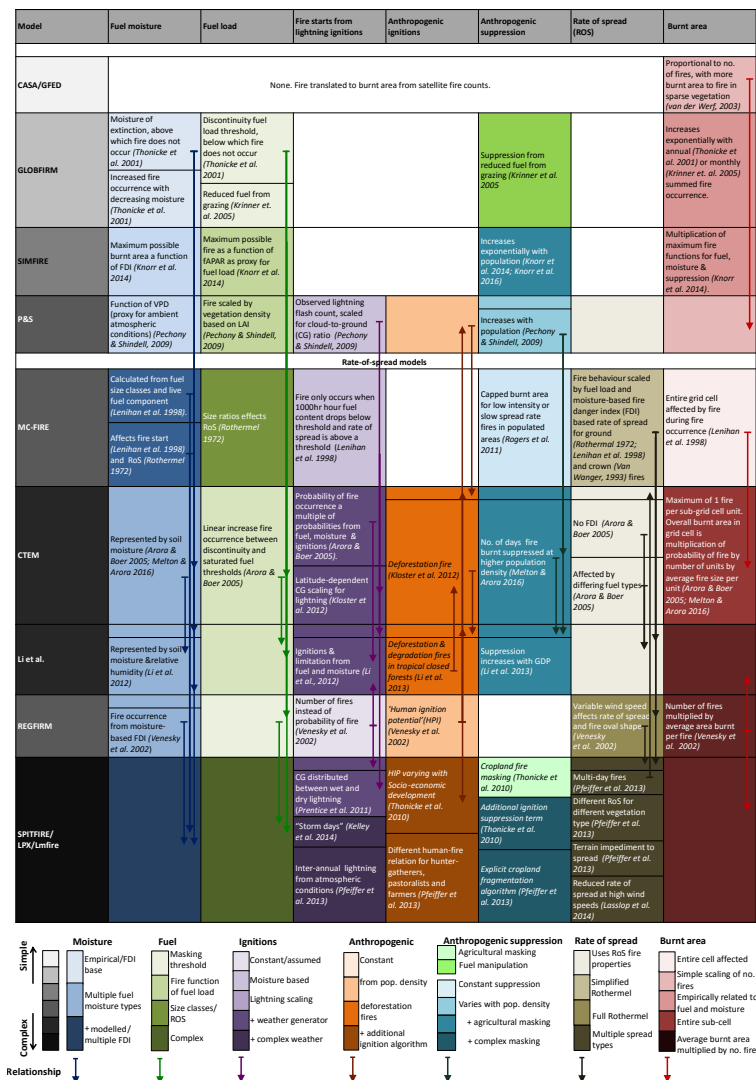 Model
Fuel moisture
Fuel load
Fire starts from
lightning ignitions
Anthropogenic
ignitions
Anthropogenic
suppression
Rate of spread
(ROS)
Burnt area
CASA/GFED
None. Fire translated to burnt area from satellite fire counts.
Proportional to no.
of fires, with more
burnt area to fire in
sparse vegetation
(van der Werf, 2003)
GLOBFIRM
Moisture of
extinction, above
which fire does not
occur (Thonicke et
al. 2001)
Increased fire
occurrence with
decreasing moisture
(Thonicke et al.
2001)
Discontinuity fuel
load threshold,
below which fire
does not occur
(Thonicke et al.
2001)
Reduced fuel from
grazing (Krinner et.
al. 2005)
Suppression from
reduced fuel from
grazing (Krinner et al.
2005
Increases
exponentially with
annual (Thonicke et
al. 2001) or monthly
(Krinner et. al. 2005)
summed fire
occurrence.
SIMFIRE
Maximum possible
burnt area a function
of FDI (Knorr et al.
2014)
Maximum possible
fire as a function of
fAPAR as proxy for
fuel load (Knorr et al.
2014)
Increases
exponentially with
population (Knorr et
al. 2014; Knorr et al.
2016)
Multiplication of
maximum fire
functions for fuel,
moisture &
suppression (Knorr
et al. 2014).
P&S
Function of VPD
(proxy for ambient
atmospheric
conditions) (Pechony
& Shindell, 2009)
Fire scaled by
vegetation density
based on LAI
(Pechony & Shindell,
2009)
Observed lightning
flash count, scaled
for cloud-to-ground
(CG) ratio (Pechony
& Shindell, 2009)
Increases with
population (Pechony
& Shindell, 2009)
Rate-of-spread models
MC-FIRE
Calculated from fuel
size classes and live
fuel component
(Lenihan et al. 1998).
Affects fire start
(Lenihan et al. 1998)
and RoS (Rothermel
1972)
Size ratios effects
RoS (Rothermel
1972)
Fire only occurs when
1000hr hour fuel
content drops below
threshold and rate of
spread is above a
threshold (Lenihan
et al. 1998)
Capped burnt area
for low intensity or
slow spread rate
fires in populated
areas (Rogers et al.
2011)
Fire behaviour scaled
by fuel load and
moisture-based fire
danger index (FDI)
based rate of spread
for ground
(Rothermal 1972;
Lenihan et al. 1998)
and crown (Van
Wanger, 1993) fires
Entire grid cell
affected by fire
during fire
occurrence (Lenihan
et al. 1998)
CTEM
Represented by soil
moisture (Arora &
Boer 2005; Melton &
Arora 2016)
Linear increase fire
occurrence between
discontinuity and
saturated fuel
thresholds (Arora &
Boer 2005)
Probability of fire
occurrence a
multiple of
probabilities from
fuel, moisture &
ignitions (Arora &
Boer 2005).
Latitude-dependent
CG scaling for
lightning (Kloster et
al. 2012)
Deforestation fire
(Kloster et al. 2012)
No. of days fire
burnt suppressed at
higher population
density (Melton &
Arora 2016)
No FDI (Arora &
Boer 2005)
Affected by
differing fuel types
(Arora & Boer
2005)
Maximum of 1 fire
per sub-grid cell unit.
Overall burnt area in
grid cell is
multiplication of
probability of fire by
number of units by
average fire size per
unit (Arora & Boer
2005; Melton &
Arora 2016)
Li et al.
Represented by soil
moisture &relative
humidity (Li et al.
2012)
Ignitions &
limitation from
fuel and moisture (Li
et al., 2012)
Deforestation &
degradation fires
in tropical closed
forests (Li et al.
2013)
Suppression
increases with GDP
(Li et al. 2013)
REGFIRM
Fire occurrence
from moisture-
based FDI (Venesky
et al. 2002)
Number of fires
instead of
probability of fire
(Venesky et al.
2002)
'Human ignition
potential'(HPI)
(Venesky et al.
2002)
Variable wind speed
affects rate of spread
and fire oval shape
(Venesky
et al. 2002)
Number of fires
multiplied by
average area burnt
per fire (Venesky et
al. 2002)
SPITFIRE/
LPX/Lmfire
CG distributed
between wet and
dry lightning
(Prentice et al. 2011)
"Storm days" (Kelley
et al. 2014)
Inter-annual lightning
from atmospheric
conditions (Pfeiffer et
al. 2013)
HIP varying with
Socio-economic
development
(Thonicke et al.
2010)
Different human-fire
relation for hunter-
gatherers,
pastoralists and
farmers (Pfeiffer et
al. 2013)
Cropland fire
masking (Thonicke et
al. 2010)
Additional ignition
suppression term
(Thonicke et al.
2010)
Explicit cropland
fragmentation
algorithm (Pfeiffer et
al. 2013)
Multi-day fires
(Pfeiffer et al. 2013)
Different RoS for
different vegetation
type (Pfeiffer et al.
2013)
Terrain impediment to
spread (Pfeiffer et al.
2013)
Reduced rate of
spread at high wind
speeds (Lasslop et al.
2014)
Simple
Complex
Moisture
Empirical/FDI
base
Multiple fuel
moisture types
+ modelled/
multiple FDI
Fuel
Masking
threshold
Fire function
of fuel load
Size classes/
ROS
Complex
Ignitions
Constant/assumed
Moisture based
Lightning scaling
+ weather generator
+ complex weather
Anthropogenic
Constant
from pop. density
deforestation
fires
+ additional
ignition algorithm
Anthropogenic suppression
Agricultural masking
Fuel manipulation
Constant suppression
Varies with pop. density
+ agricultural masking
+ complex masking
Rate of spread
Uses RoS fire
properties
Simplified
Rothermel
Full Rothermel
Multiple spread
types
Burnt area
Entire cell affected
Simple scaling of no.
fires
Empirically related to
fuel and moisture
Entire sub-cell
Average burnt area
multiplied by no. fire
Relationship